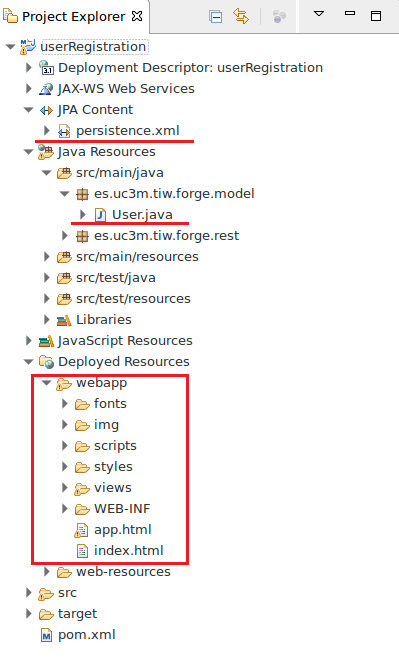 Project Explorer
userRegistration
3.1 Deployment Descriptor: userRegistration
JAX-WS Web Services
JPA Content
persistence.xml
Java Resources
src/main/java
es.uc3m.tiw.forge.model
User.java
es.uc3m.tiw.forge.rest
src/main/resources
src/test/java
src/test/resources
Libraries
JavaScript Resources
Deployed Resources
webapp
fonts
img
scripts
styles
views
WEB-INF
app.html
index.html
web-resources
src
target
pom.xml